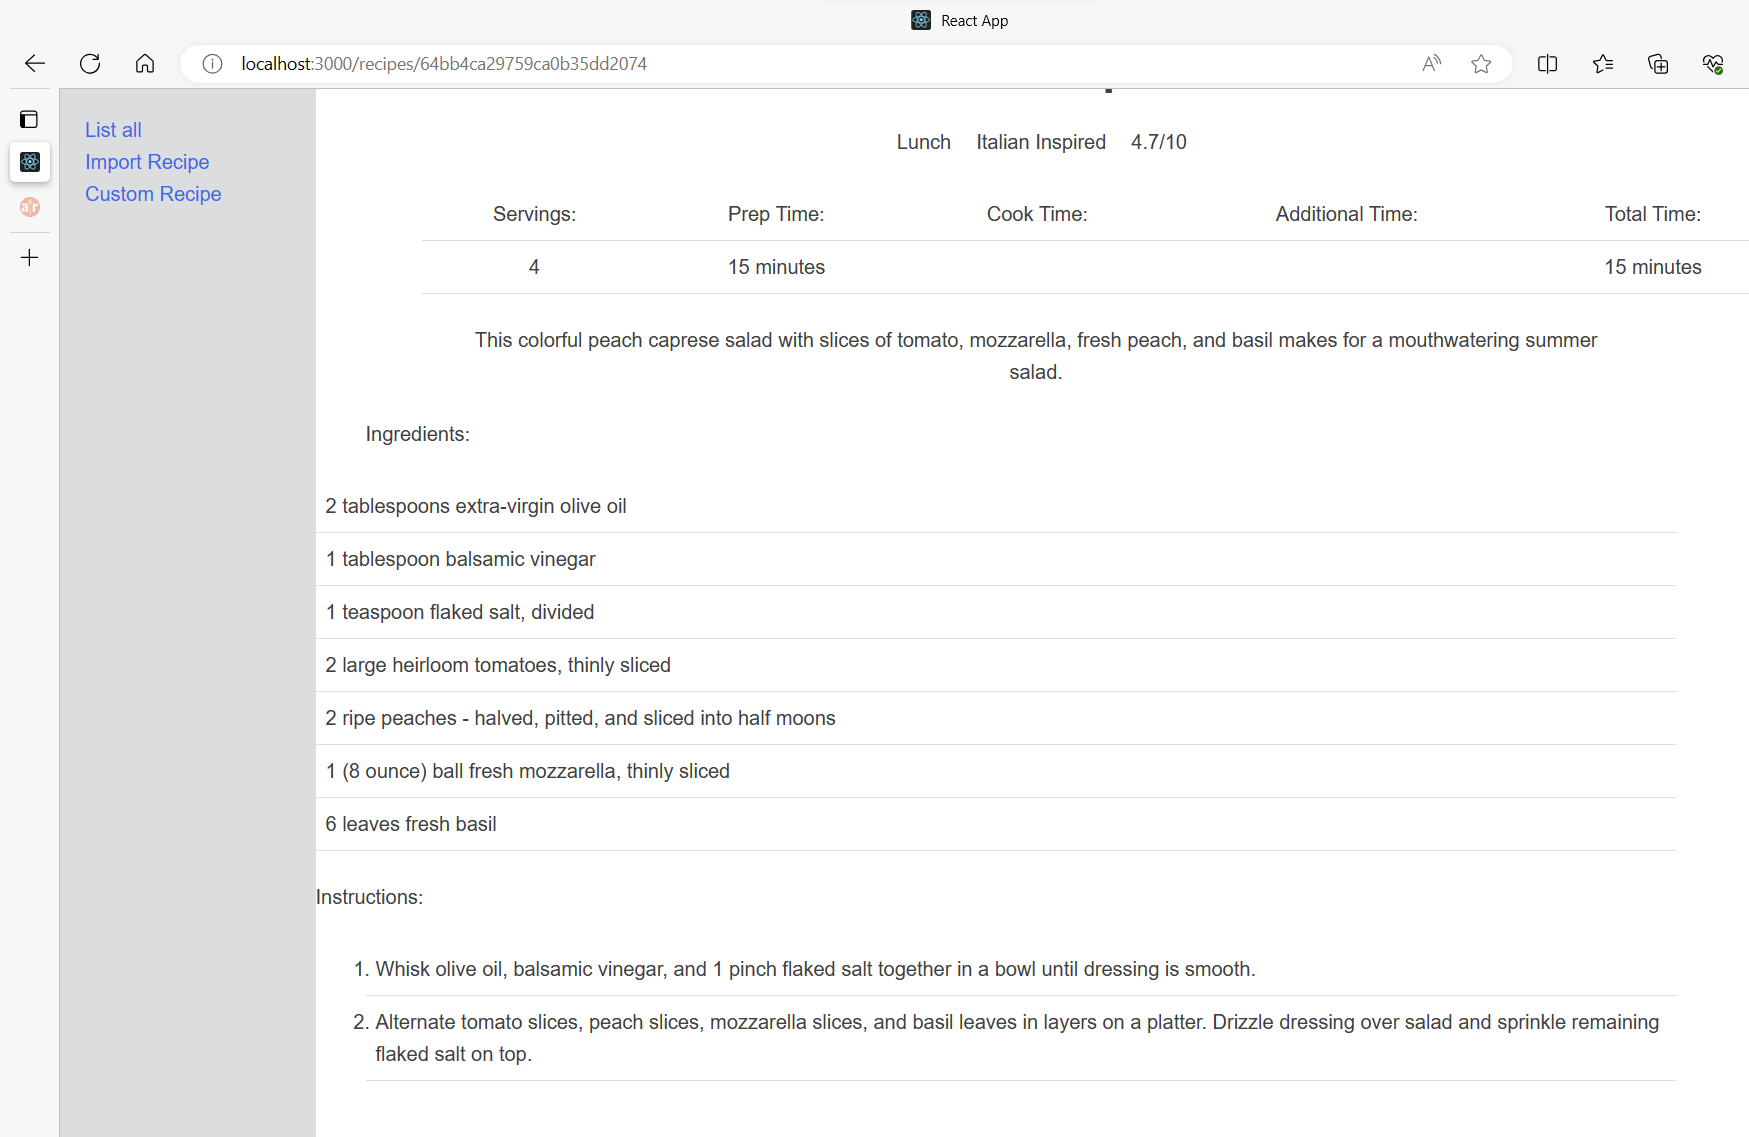 React App
localhost:3000/recipes/64bb4ca29759ca0b35dd2074
List all
Import Recipe
Custom Recipe
Lunch Italian Inspired 4.7/10
Servings: Prep Time: Cook Time: Additional Time: Total Time:
4 15 minutes 15 minutes
This colorful peach caprese salad with slices of tomato, mozzarella, fresh peach, and basil makes for a mouthwatering summer
salad.
Ingredients:
2 tablespoons extra-virgin olive oil
1 tablespoon balsamic vinegar
1 teaspoon flaked salt, divided
2 large heirloom tomatoes, thinly sliced
2 ripe peaches - halved, pitted, and sliced into half moons
1 (8 ounce) ball fresh mozzarella, thinly sliced
6 leaves fresh basil
Instructions:
1. Whisk olive oil, balsamic vinegar, and 1 pinch flaked salt together in a bowl until dressing is smooth.
2. Alternate tomato slices, peach slices, mozzarella slices, and basil leaves in layers on a platter. Drizzle dressing over salad and sprinkle remaining
flaked salt on top.